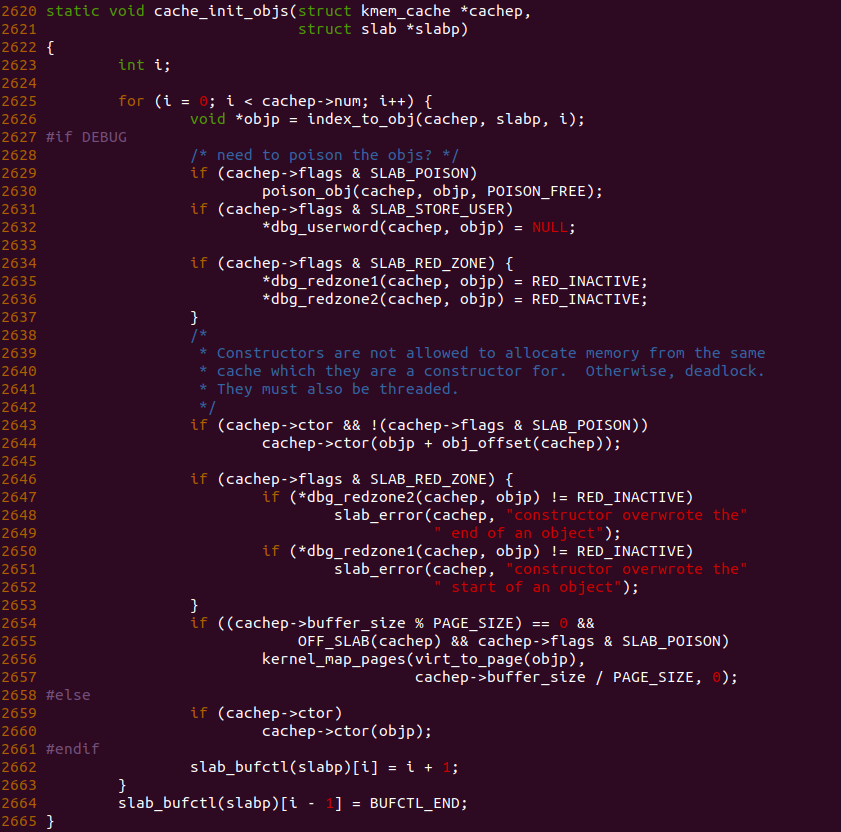 2620 static void cache_init_objs(struct kmem_cache *cachep,
2621                             struct slab *slabp)
2622 {
2623         int i;
2624
2625         for (i = 0; i < cachep->num; i++) {
2626                 void *objp = index_to_obj(cachep, slabp, i);
2627 #if DEBUG
2628                 /* need to poison the objs? */
2629                 if (cachep->flags & SLAB_POISON)
2630                         poison_obj(cachep, objp, POISON_FREE);
2631                 if (cachep->flags & SLAB_STORE_USER)
2632                         *dbg_userword(cachep, objp) = NULL;
2633
2634                 if (cachep->flags & SLAB_RED_ZONE) {
2635                         *dbg_redzone1(cachep, objp) = RED_INACTIVE;
2636                         *dbg_redzone2(cachep, objp) = RED_INACTIVE;
2637                 }
2638                 /*
2639                  * Constructors are not allowed to allocate memory from the same
2640                  * cache which they are a constructor for.  Otherwise, deadlock.
2641                  * They must also be threaded.
2642                  */
2643                 if (cachep->ctor && !(cachep->flags & SLAB_POISON))
2644                         cachep->ctor(objp + obj_offset(cachep));
2645
2646                 if (cachep->flags & SLAB_RED_ZONE) {
2647                         if (*dbg_redzone2(cachep, objp) != RED_INACTIVE)
2648                                 slab_error(cachep, "constructor overwrote the"
2649                                            " end of an object");
2650                         if (*dbg_redzone1(cachep, objp) != RED_INACTIVE)
2651                                 slab_error(cachep, "constructor overwrote the"
2652                                            " start of an object");
2653                 }
2654                 if ((cachep->buffer_size % PAGE_SIZE) == 0 &&
2655                             OFF_SLAB(cachep) && cachep->flags & SLAB_POISON)
2656                         kernel_map_pages(virt_to_page(objp),
2657                                          cachep->buffer_size / PAGE_SIZE, 0);
2658 #else
2659                 if (cachep->ctor)
2660                         cachep->ctor(objp);
2661 #endif
2662                 slab_bufctl(slabp)[i] = i + 1;
2663         }
2664         slab_bufctl(slabp)[i - 1] = BUFCTL_END;
2665 }